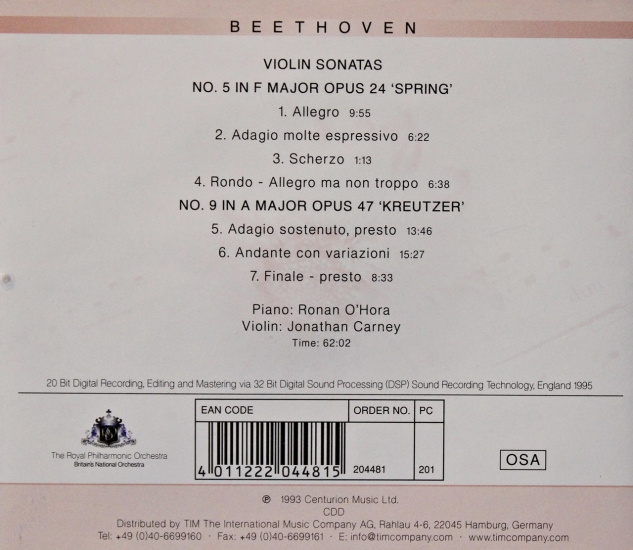 BEETHOVEN
VIOLIN SONATAS
NO. 5 IN F MAJOR OPUS 24 'SPRING'
1. Allegro 9:55
2. Adagio molte espressivo 6:22
3. Scherzo 1:13
4. Rondo - Allegro ma non troppo 6:38
NO. 9 IN A MAJOR OPUS 47 'KREUTZER'
5. Adagio sostenuto, presto 13:46
6. Andante con variazioni 15:27
7. Finale - presto 8:33
Piano: Ronan O'Hora
Violin: Jonathan Carney
Time: 62:02
20 Bit Digital Recording, Editing and Mastering via 32 Bit Digital Sound Processing (DSP) Sound Recording Technology, England 1995
The Royal Philharmonic Orchestra
Britain's National Orchestra
EAN CODE
4 011222 044815
ORDER NO.
204481
PC
201
OSA
℗ 1993 Centurion Music Ltd.
CDD
Distributed by TIM The International Music Company AG, Rahlau 4-6, 22045 Hamburg, Germany
Tel: +49 (0)40-6699160 · Fax: +49 (0)40-6699161 · E: info@timcompany.com · www.timcompany.com